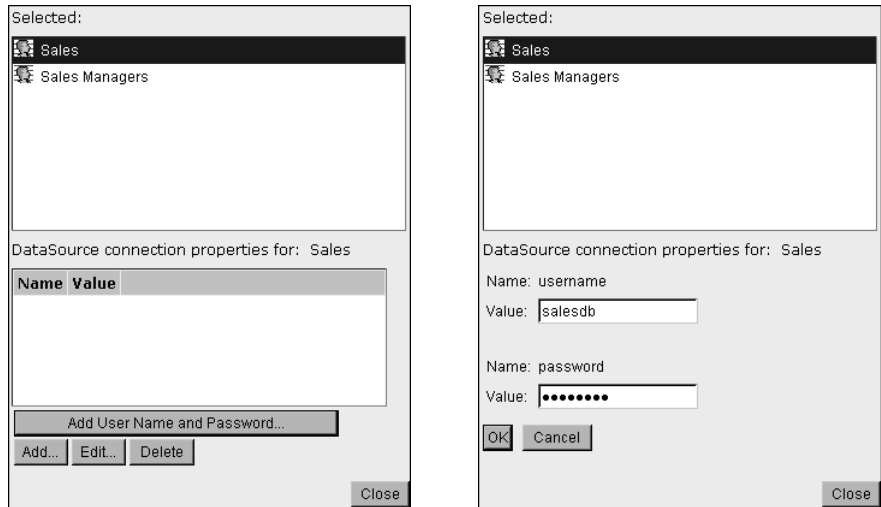 Selected:
Sales
Sales Managers
DataSource connection properties for: Sales
Name Value
Add User Name and Password...
Add... Edit... Delete
Close
Selected:
Sales
Sales Managers
DataSource connection properties for: Sales
Name: username
Value: salesdb
Name: password
Value: ●●●●●●●●
OK Cancel
Close